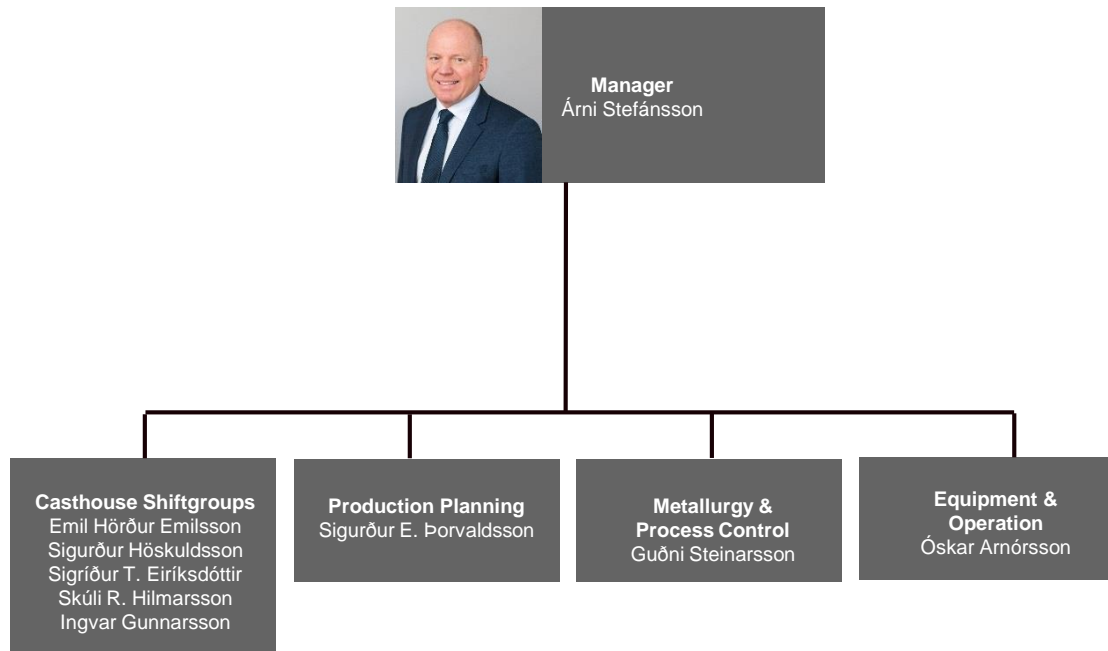 Manager
Árni Stefánsson
Casthouse Shiftgroups
Emil Hörður Emilsson
Sigurður Höskuldsson
Sigríður T. Eiríksdóttir
Skúli R. Hilmarsson
Ingvar Gunnarsson
Production Planning
Sigurður E. Þorvaldsson
Metallurgy &
Process Control
Guðni Steinarsson
Equipment &
Operation
Óskar Arnórsson